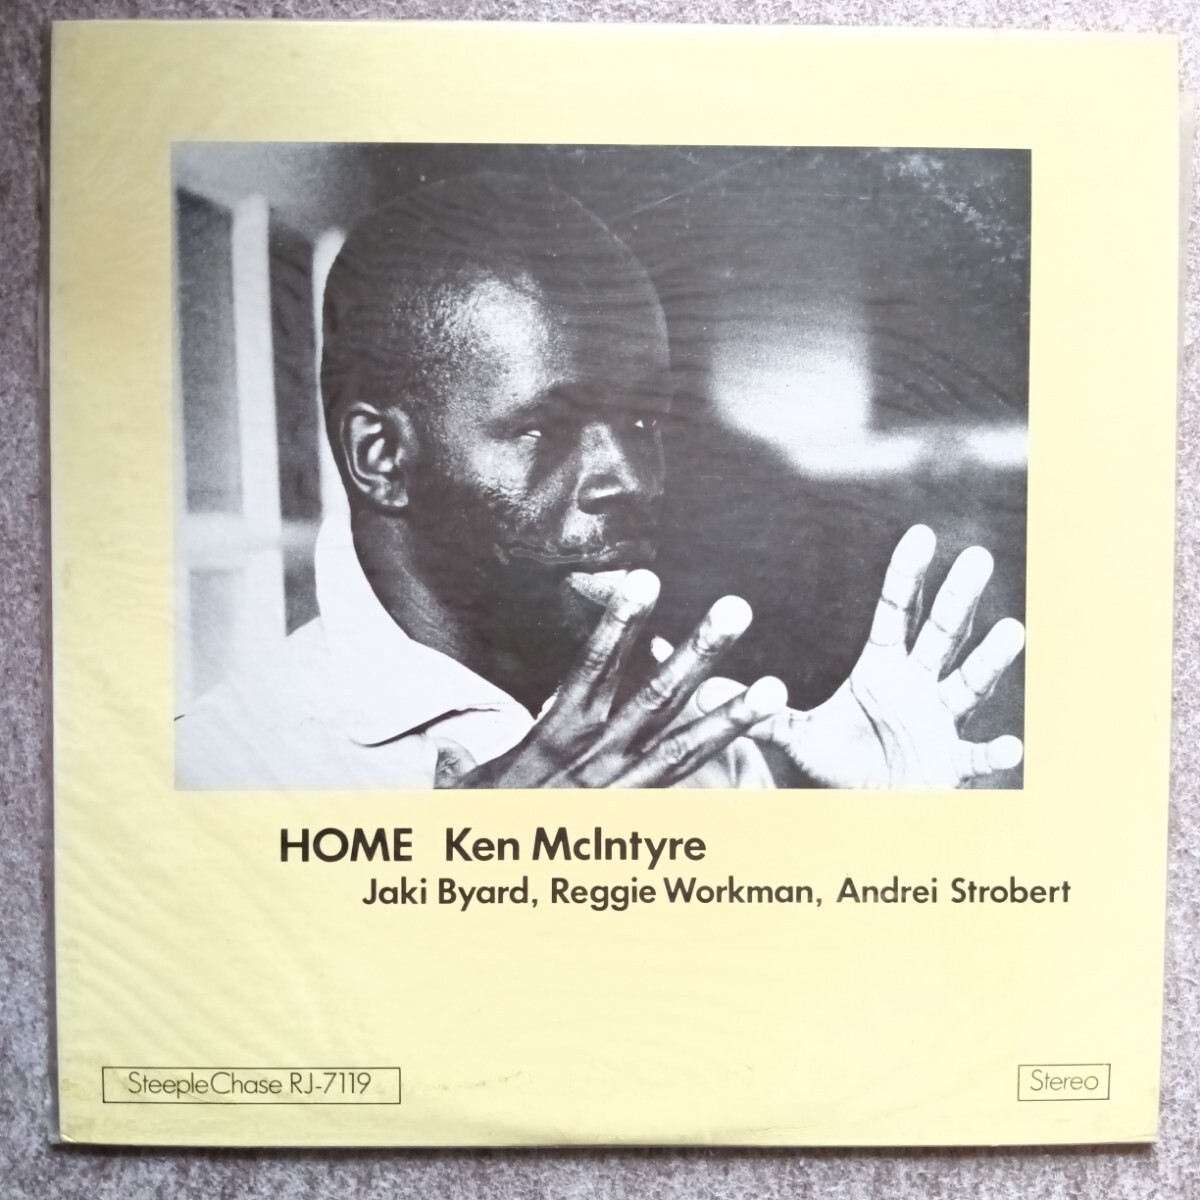 HOME Ken McIntyre
Jaki Byard, Reggie Workman, Andrei Strobert
SteepleChase RJ-7119
Stereo